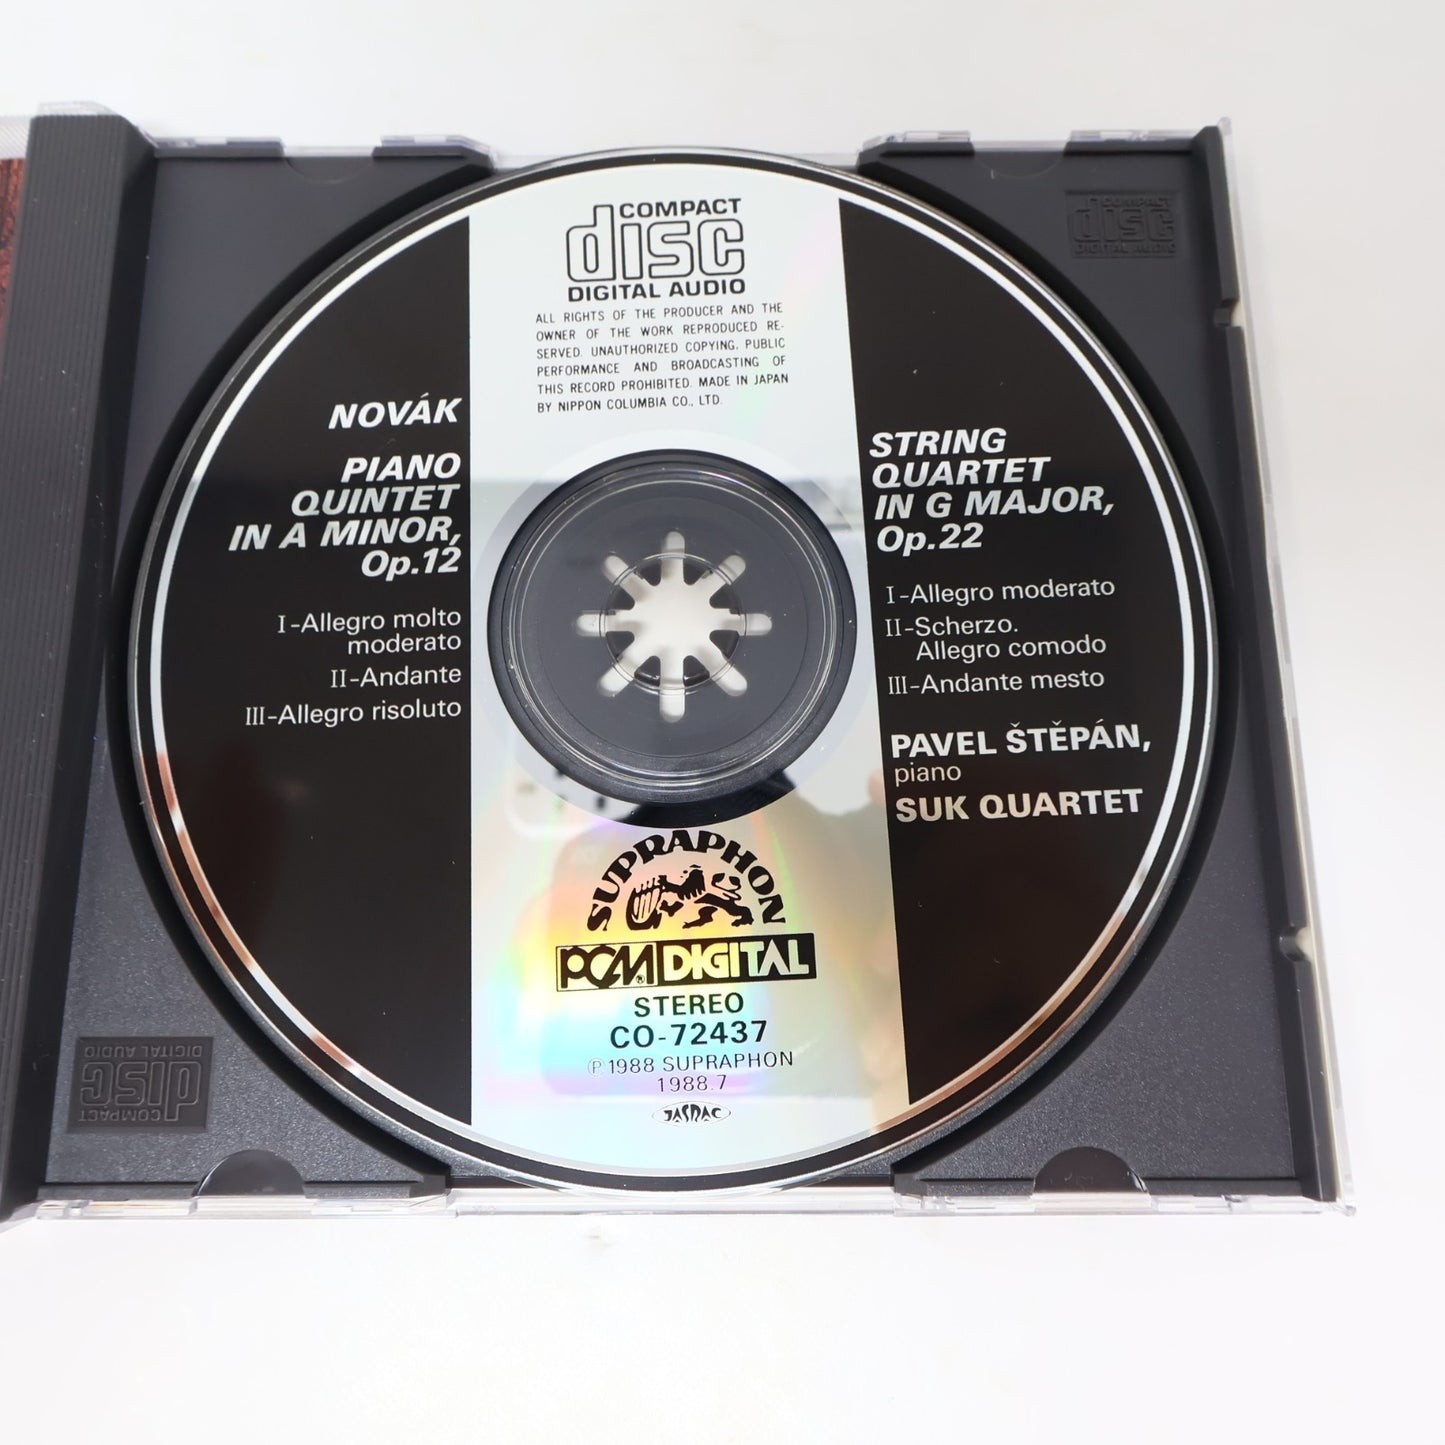 COMPACT
disc
DIGITAL AUDIO
ALL RIGHTS OF THE PRODUCER AND THE
OWNER OF THE WORK REPRODUCED RE-
SERVED. UNAUTHORIZED COPYING, PUBLIC
PERFORMANCE AND BROADCASTING OF
THIS RECORD PROHIBITED. MADE IN JAPAN
BY NIPPON COLUMBIA CO., LTD.
NOVÁK
PIANO
QUINTET
IN A MINOR,
Op.12
I-Allegro molto
moderato
II-Andante
III-Allegro risoluto
STRING
QUARTET
IN G MAJOR,
Op.22
I-Allegro moderato
II-Scherzo.
Allegro comodo
III-Andante mesto
PAVEL ŠTĚPÁN,
piano
SUK QUARTET
SUPRAPHON
PCM® DIGITAL
STEREO
CO-72437
℗1988 SUPRAPHON
1988.7
JASRAC
COMPACT
disc
DIGITAL AUDIO
COMPACT
disc
DIGITAL AUDIO